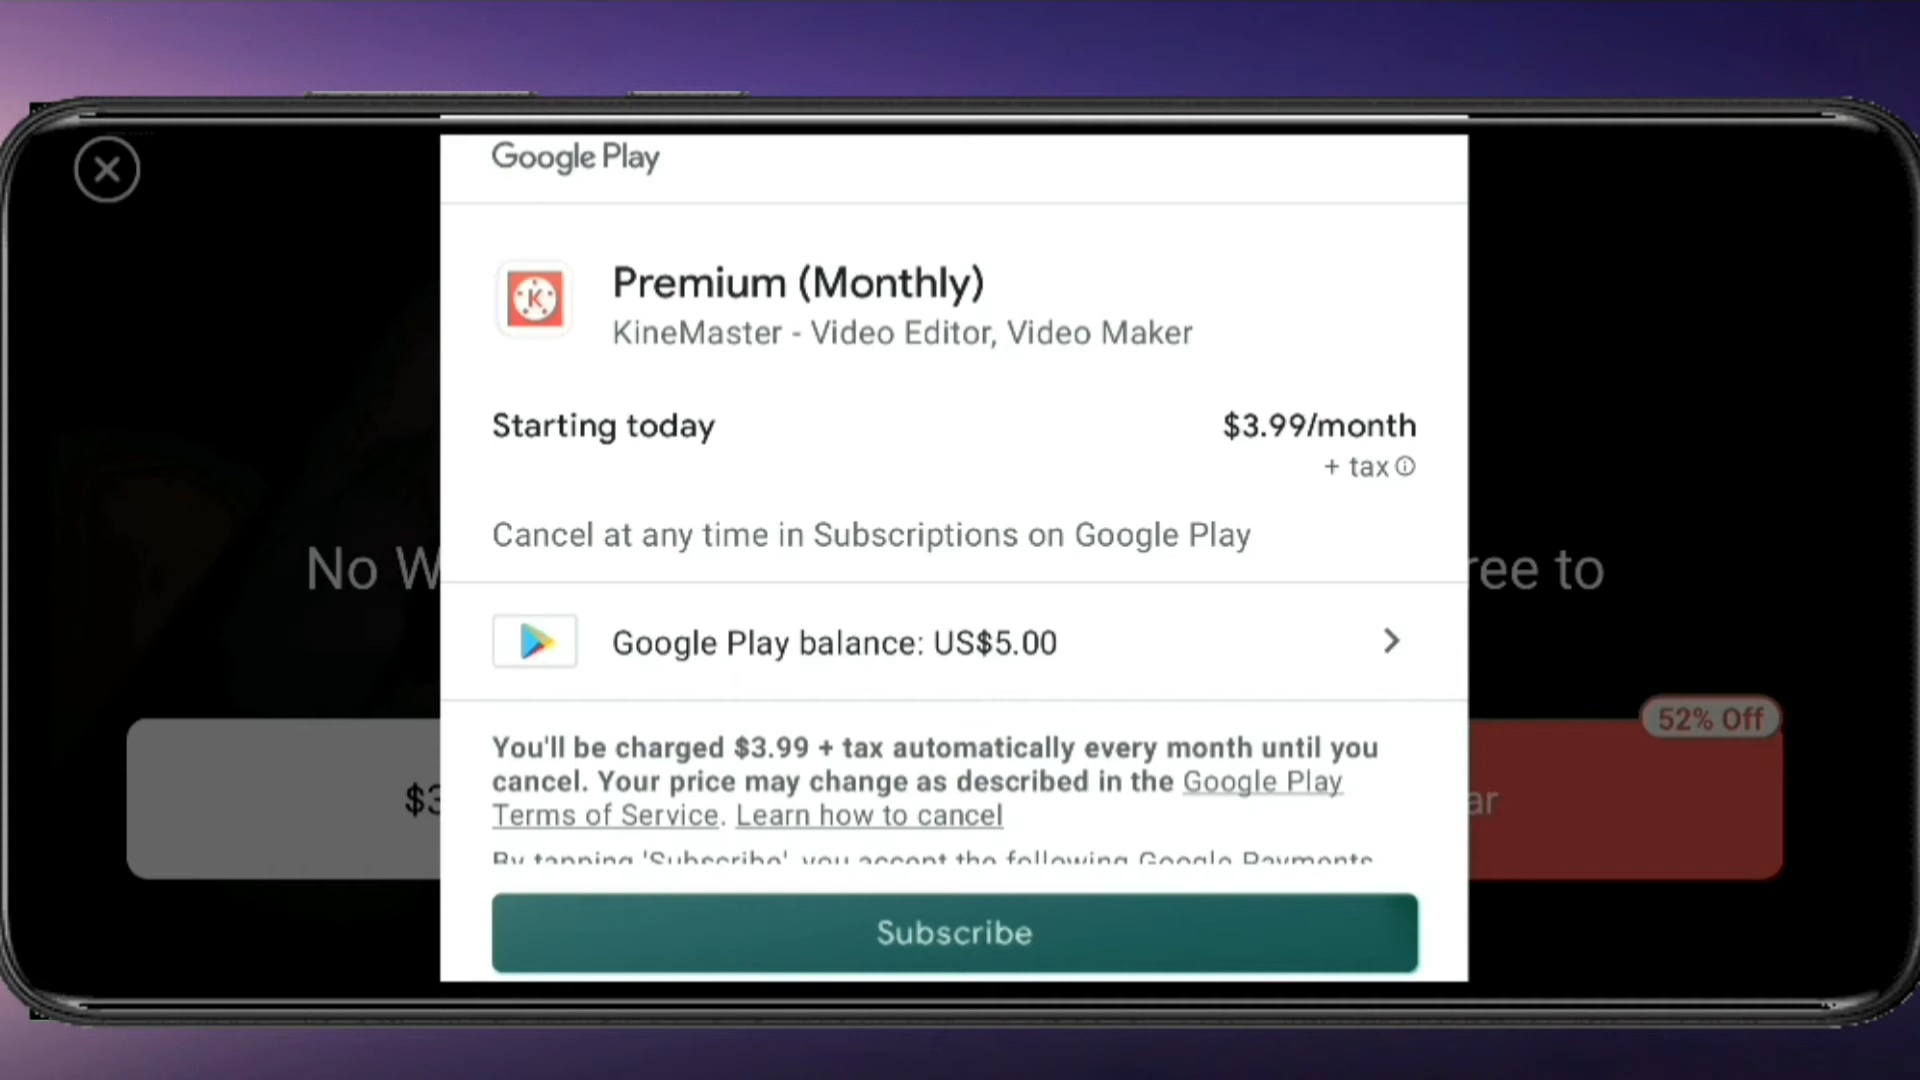 Google Play
Premium (Monthly)
KineMaster - Video Editor, Video Maker
Starting today
$3.99/month
+ tax
Cancel at any time in Subscriptions on Google Play
No W
ree to
Google Play balance: US$5.00
52% Off
You'll be charged $3.99 + tax automatically every month until you
cancel. Your price may change as described in the Google Play
Terms of Service. Learn how to cancel
$3
ar
By tapping 'Subscribe', you accept the following Google Payments
Subscribe